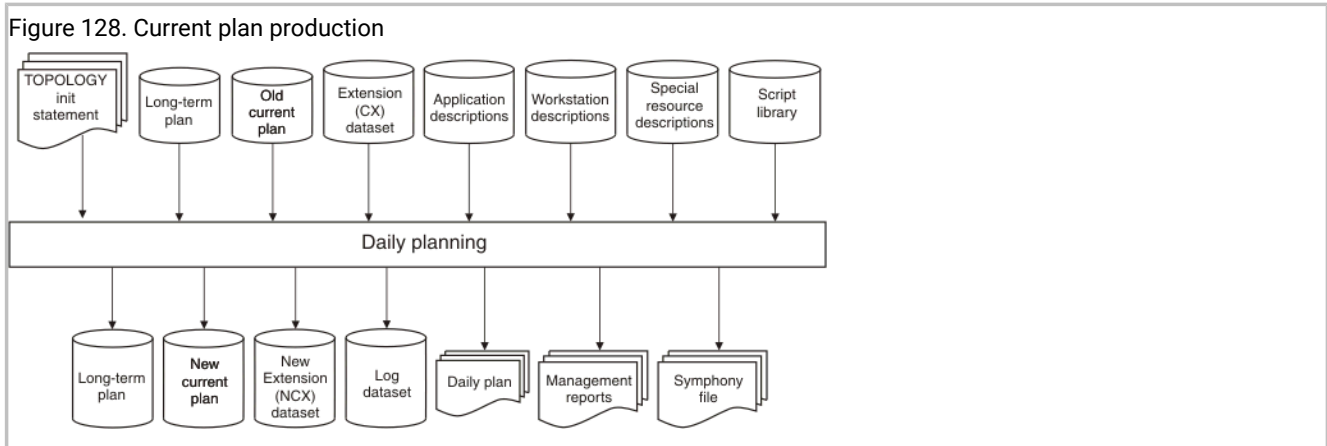 Figure 128. Current plan production
TOPOLOGY
init
statement
Long-term
plan
Old
current
plan
Extension
(CX)
dataset
Application
descriptions
Workstation
descriptions
Special
resource
descriptions
Script
library
Daily planning
Long-term
plan
New
current
plan
New
Extension
(NCX)
dataset
Log
dataset
Daily plan
Management
reports
Symphony
file